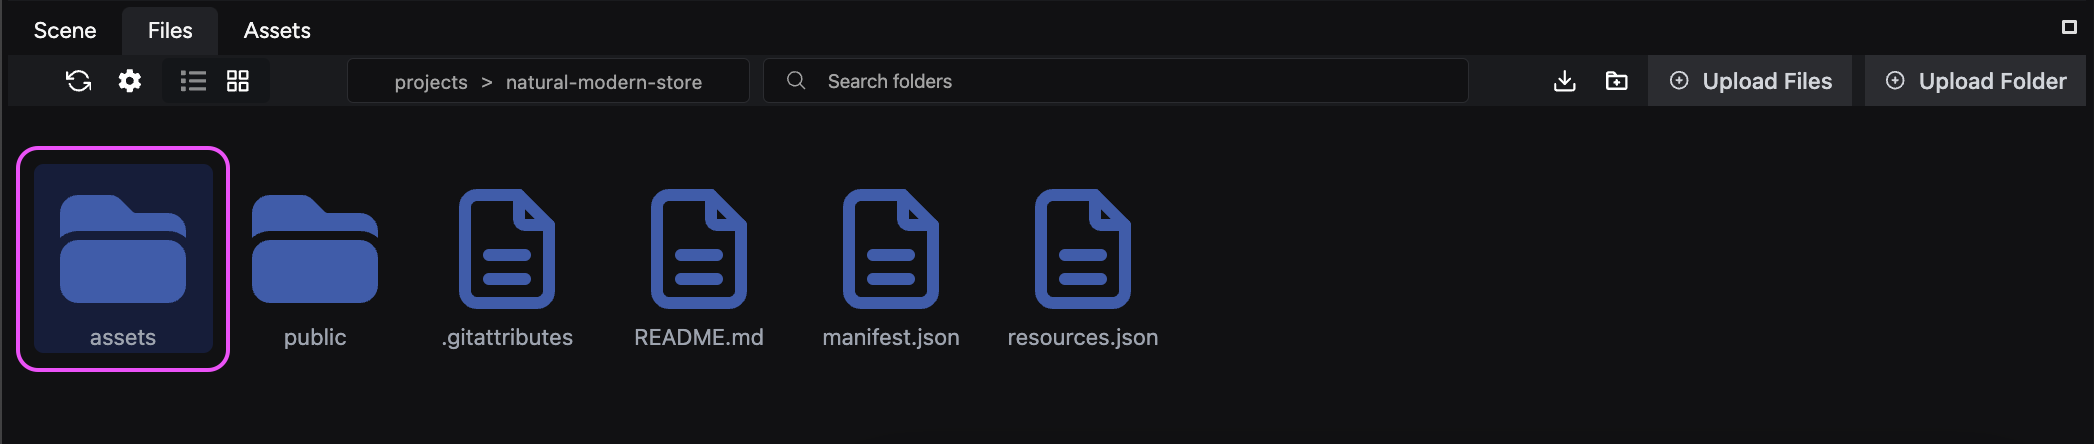 Scene Files Assets
projects > natural-modern-store Search folders Upload Files Upload Folder
assets public .gitattributes README.md manifest.json resources.json